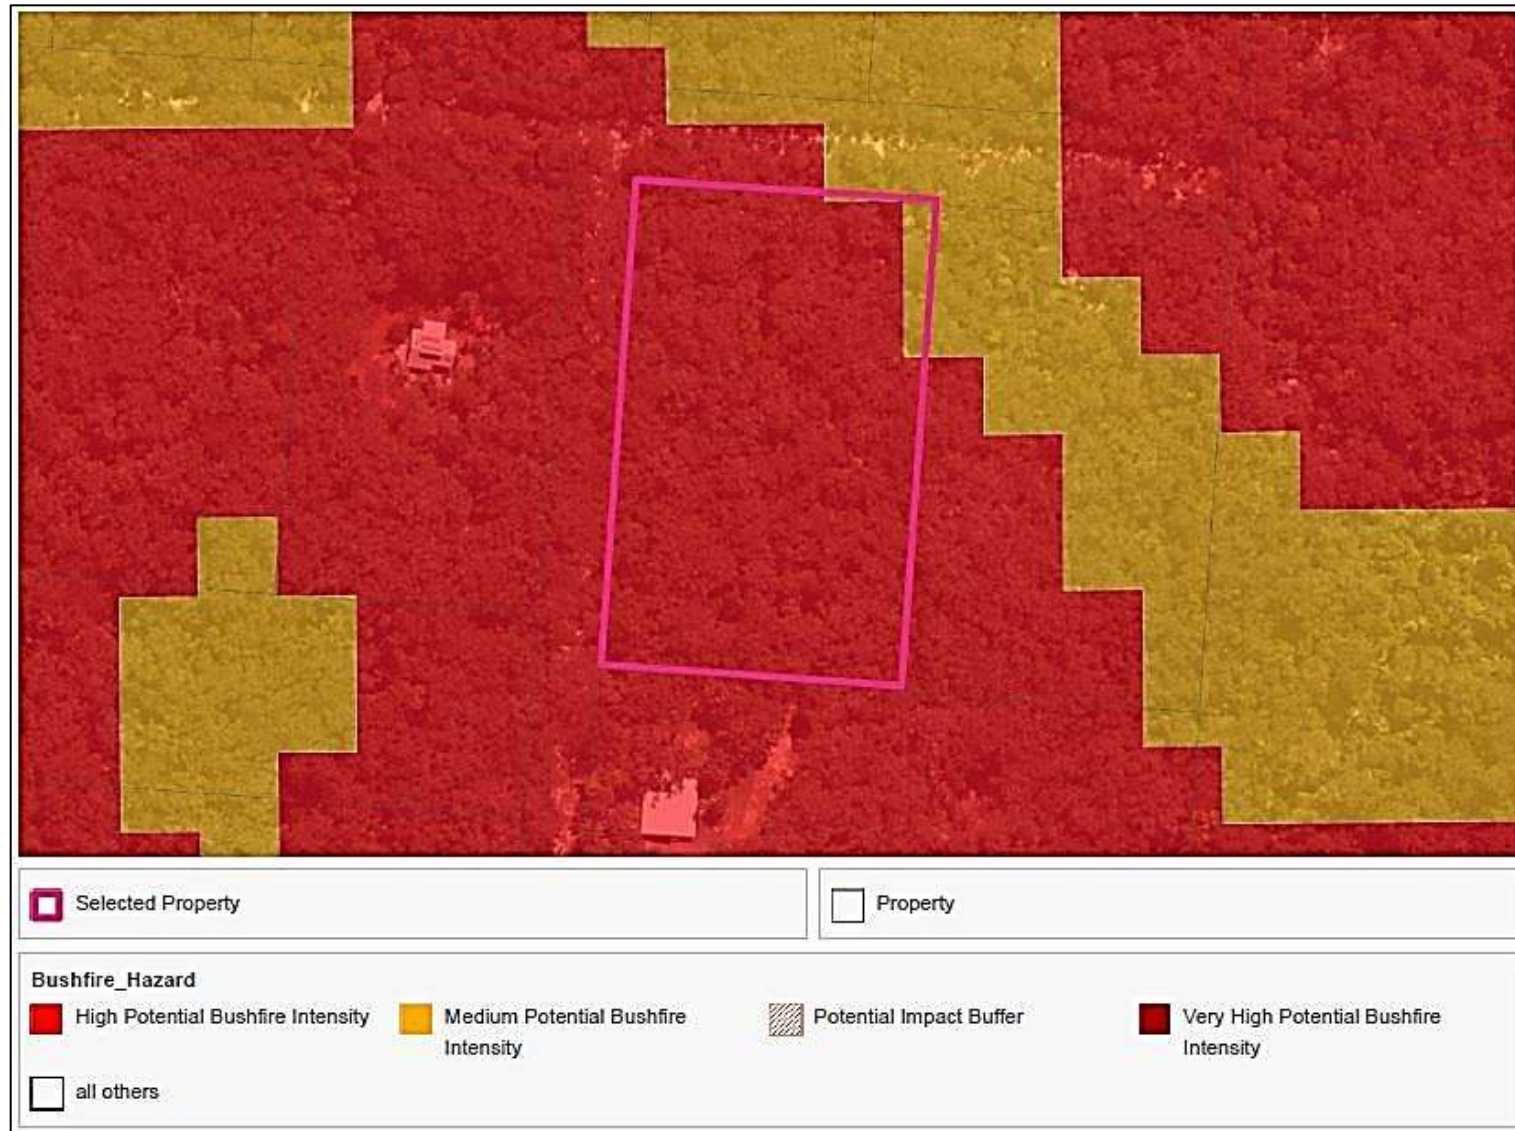 Selected Property
Property
Bushfire_Hazard
High Potential Bushfire Intensity
Medium Potential Bushfire
Intensity
Potential Impact Buffer
Very High Potential Bushfire
Intensity
all others